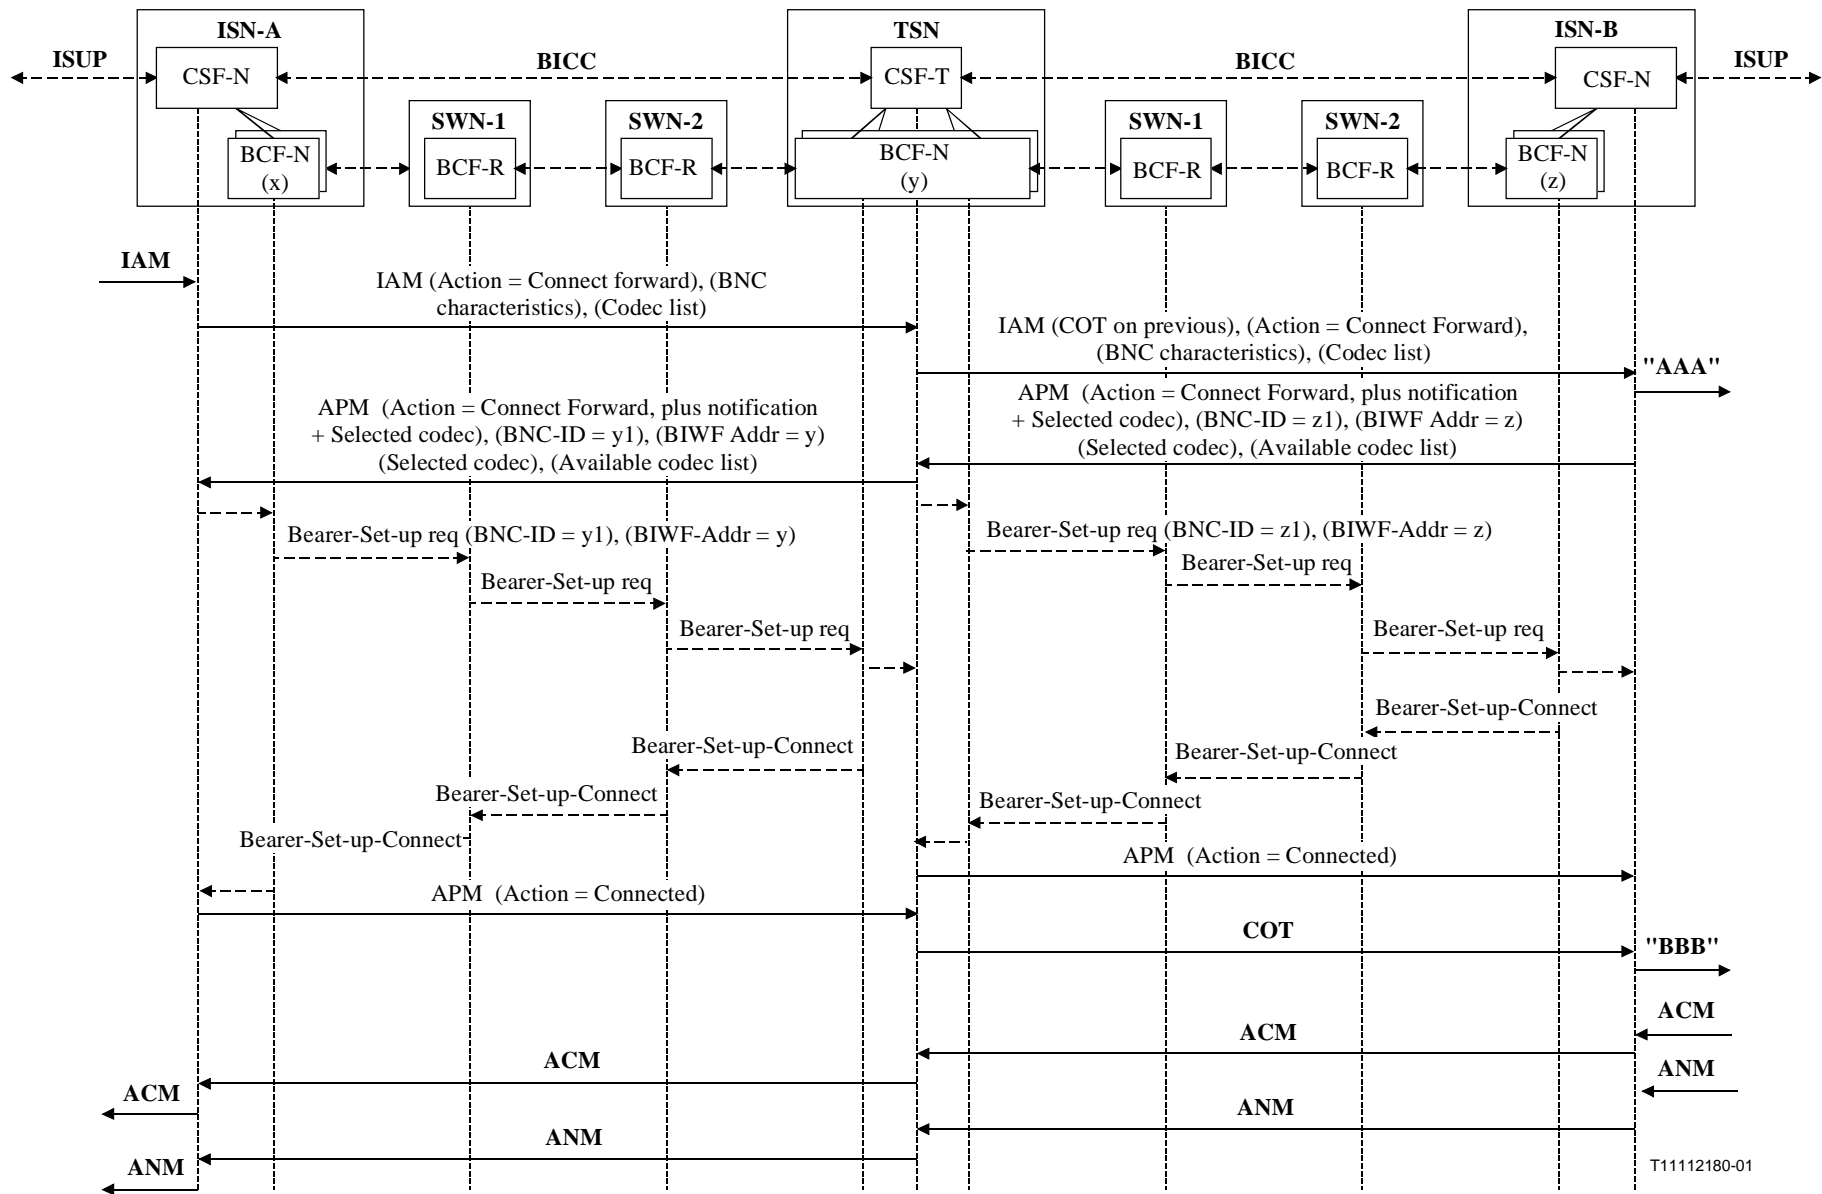 ISN-A
TSN
ISN-B
ISUP
BICC
BICC
ISUP
CSF-N
CSF-T
CSF-N
SWN-1
SWN-2
SWN-1
SWN-2
BCF-N
(x)
BCF-R
BCF-R
BCF-N
(y)
BCF-R
BCF-R
BCF-N
(z)
IAM
IAM (Action = Connect forward), (BNC
characteristics), (Codec list)
IAM (COT on previous), (Action = Connect Forward),
(BNC characteristics), (Codec list)
"AAA"
APM (Action = Connect Forward, plus notification
+ Selected codec), (BNC-ID = z1), (BIWF Addr = z)
(Selected codec), (Available codec list)
APM (Action = Connect Forward, plus notification
+ Selected codec), (BNC-ID = y1), (BIWF Addr = y)
(Selected codec), (Available codec list)
Bearer-Set-up req (BNC-ID = y1), (BIWF-Addr = y)
Bearer-Set-up req (BNC-ID = z1), (BIWF-Addr = z)
Bearer-Set-up req
Bearer-Set-up req
Bearer-Set-up req
Bearer-Set-up req
Bearer-Set-up-Connect
Bearer-Set-up-Connect
Bearer-Set-up-Connect
Bearer-Set-up-Connect
Bearer-Set-up-Connect
Bearer-Set-up-Connect
APM (Action = Connected)
APM (Action = Connected)
COT
"BBB"
ACM
ACM
ACM
ANM
ACM
ANM
ANM
ANM
T11112180-01